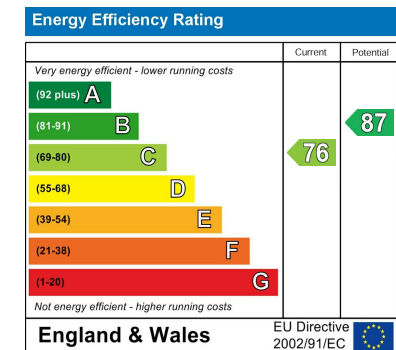 Energy Efficiency Rating
Current Potential
Very energy efficient - lower running costs
(92 plus) A
(81-91) B
87
(69-80) C
76
(55-68) D
(39-54) E
(21-38) F
(1-20) G
Not energy efficient - higher running costs
England & Wales
EU Directive
2002/91/EC